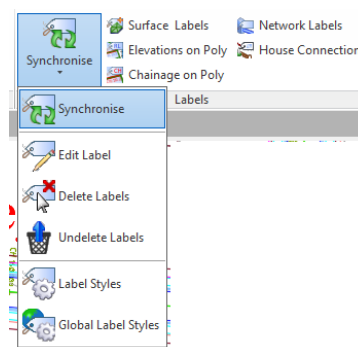 Surface Labels
Network Labels
Synchronise
Elevations on Poly
House Connection
Chainage on Poly
Labels
Synchronise
Edit Label
Delete Labels
Undelete Labels
Label Styles
Global Label Styles